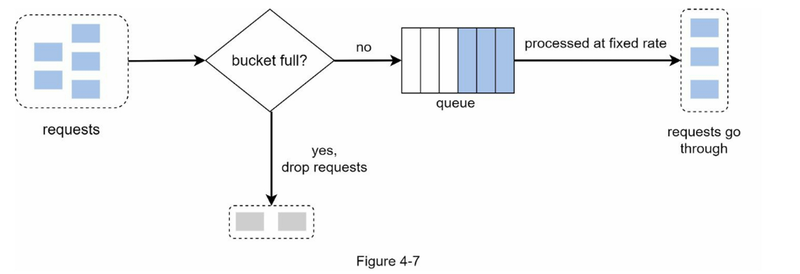 requests
bucket full?
no
yes,
drop requests
queue
processed at fixed rate
requests go
through
Figure 4-7